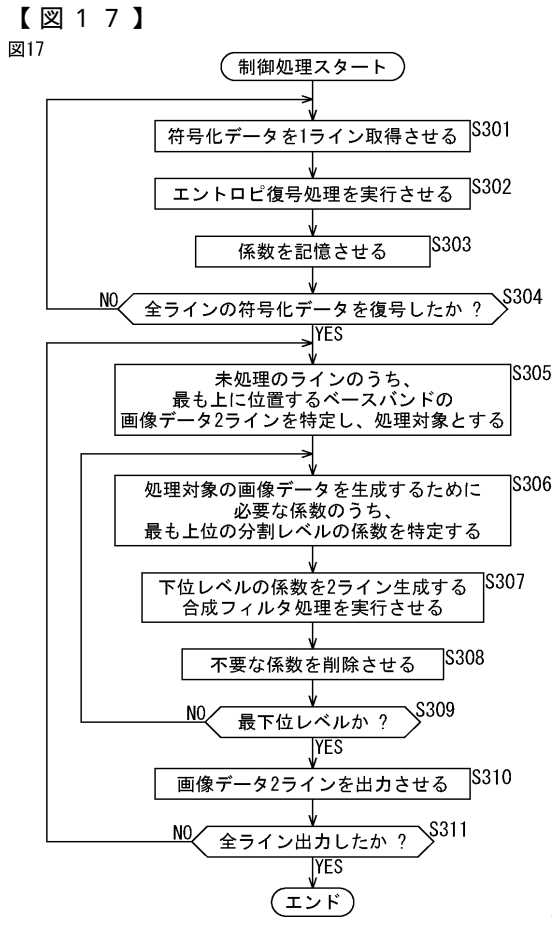 【図１７】
図17
制御処理スタート
符号化データを1ライン取得させる
S301
エントロピ復号処理を実行させる
S302
係数を記憶させる
S303
全ラインの符号化データを復号したか ?
S304
NO
YES
未処理のラインのうち、
最も上に位置するベースバンドの
画像データ2ラインを特定し、処理対象とする
S305
処理対象の画像データを生成するために
必要な係数のうち、
最も上位の分割レベルの係数を特定する
S306
下位レベルの係数を2ライン生成する
合成フィルタ処理を実行させる
S307
不要な係数を削除させる
S308
最下位レベルか ?
S309
NO
YES
画像データ2ラインを出力させる
S310
全ライン出力したか ?
S311
NO
YES
エンド